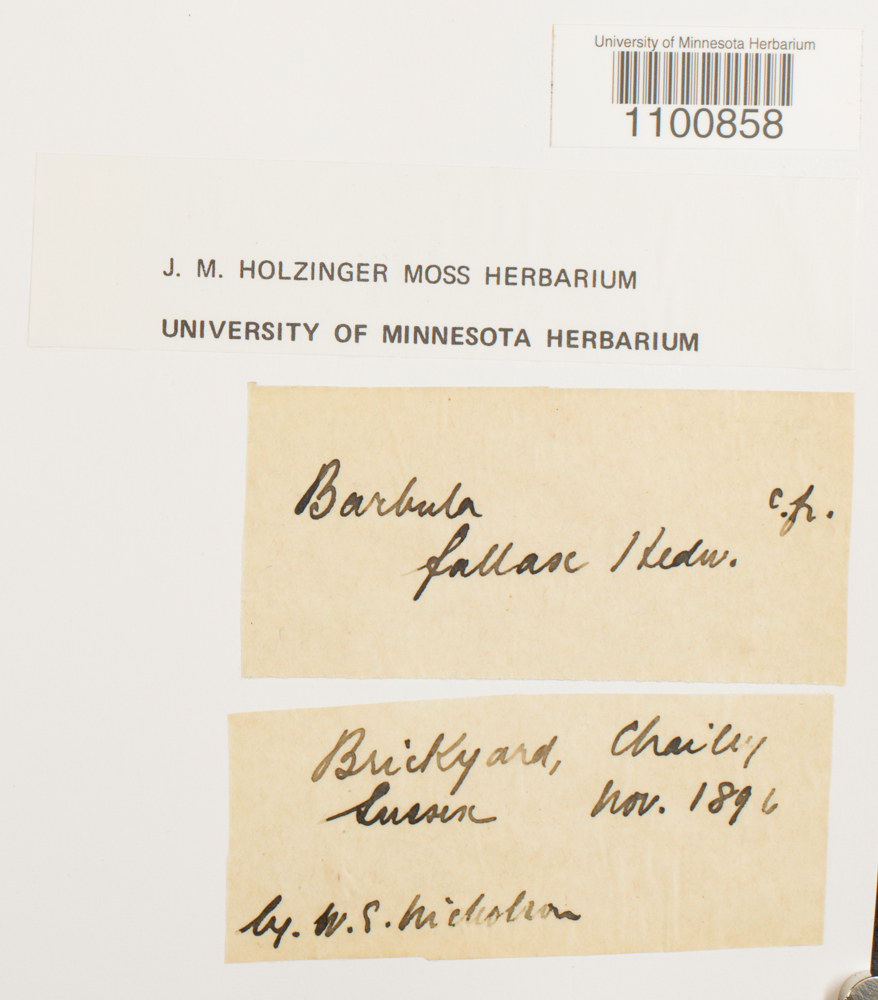 University of Minnesota Herbarium
1100858
J. M. HOLZINGER MOSS HERBARIUM
UNIVERSITY OF MINNESOTA HERBARIUM
Barbula c.fr.
fallax Hedw.
Brickyard, Chailey
Sussex Nov. 1896
by. W. E. Nicholson